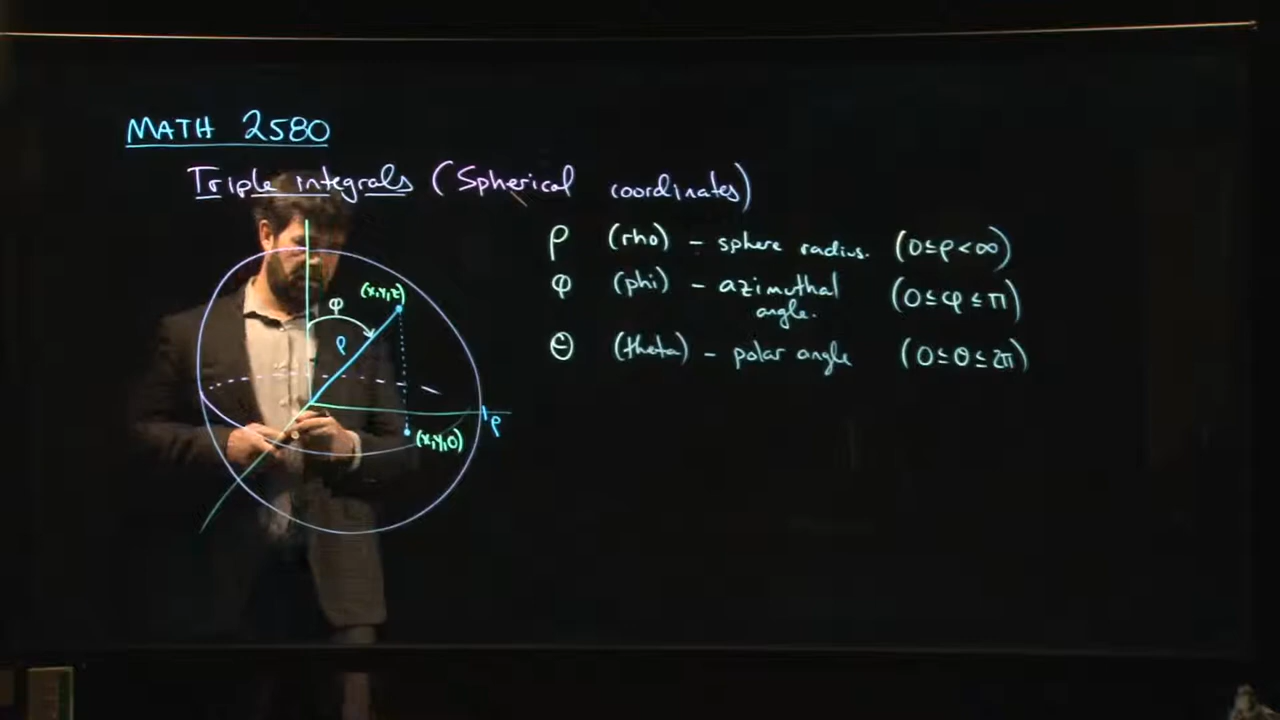 MATH 2580
Triple integrals (Spherical coordinates)
ρ (rho) - sphere radius. (0≤ρ<∞)
φ (phi) - azimuthal angle. (0≤φ≤π)
θ (theta) - polar angle (0≤θ≤2π)
φ
(x,y,z)
ρ
ρ
(x,y,0)